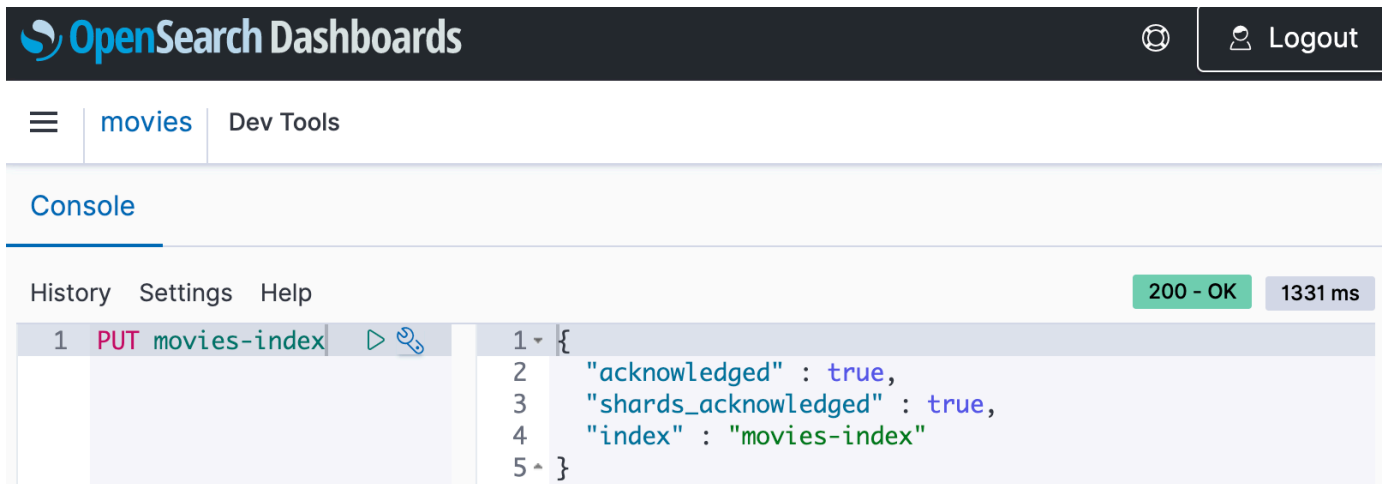 OpenSearch Dashboards Logout
movies Dev Tools
Console
History Settings Help 200 - OK 1331 ms
1 PUT movies-index
1 {
2 "acknowledged" : true,
3 "shards_acknowledged" : true,
4 "index" : "movies-index"
5 }